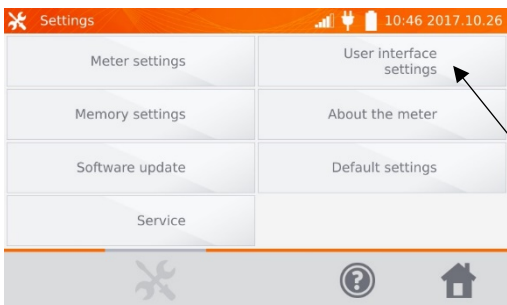 Settings
10:46 2017.10.26
Meter settings
User interface
settings
Memory settings
About the meter
Software update
Default settings
Service
?